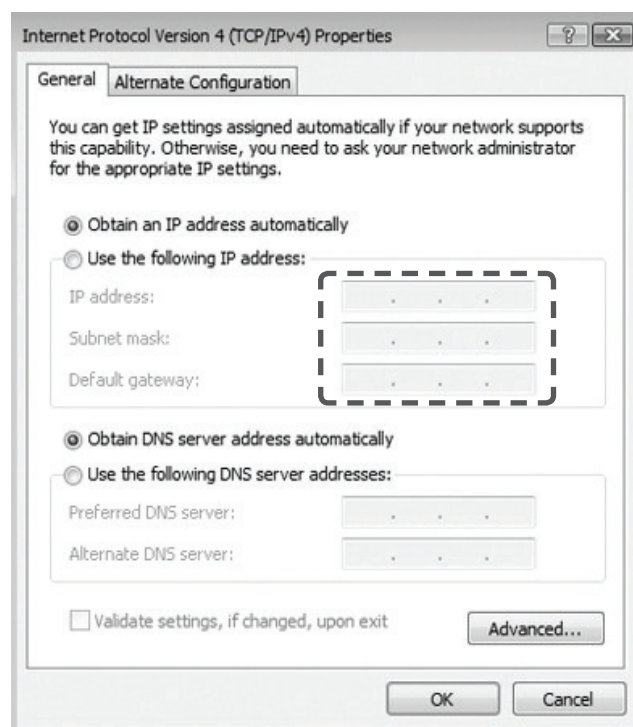 Internet Protocol Version 4 (TCP/IPv4) Properties
General
Alternate Configuration
You can get IP settings assigned automatically if your network supports
this capability. Otherwise, you need to ask your network administrator
for the appropriate IP settings.
Obtain an IP address automatically
Use the following IP address:
IP address:
Subnet mask:
Default gateway:
Obtain DNS server address automatically
Use the following DNS server addresses:
Preferred DNS server:
Alternate DNS server:
Validate settings, if changed, upon exit
Advanced...
OK
Cancel